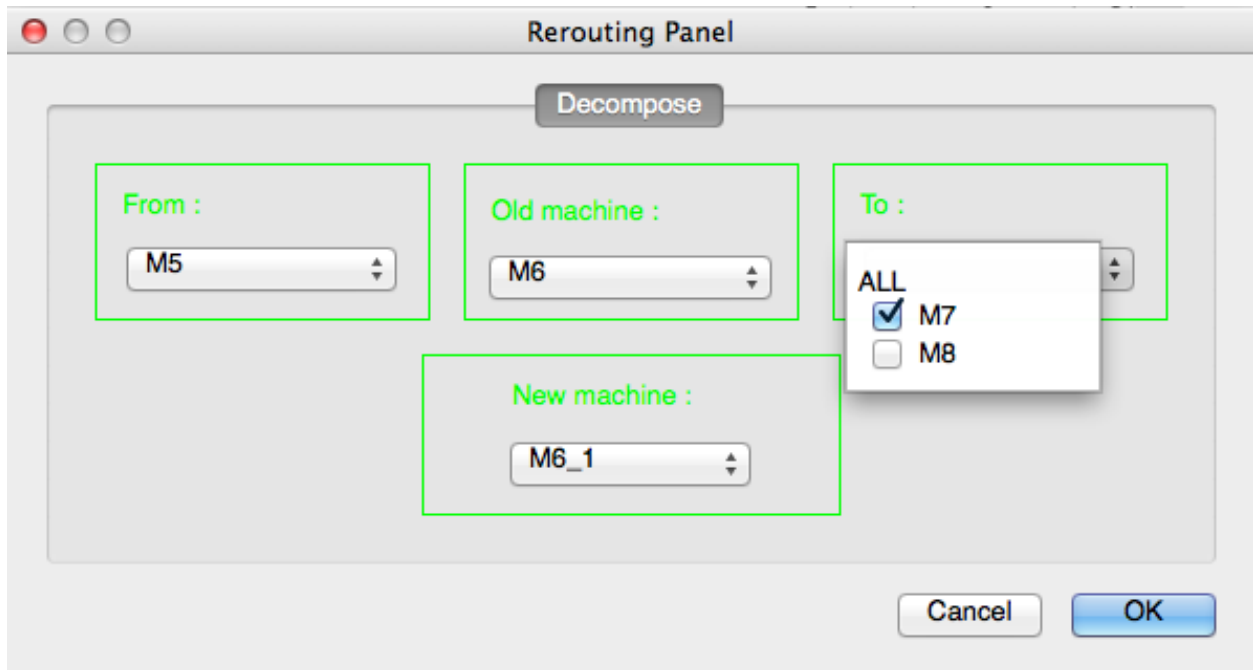 Rerouting Panel
Decompose
From :
Old machine :
To :
M5
M6
ALL
M7
M8
New machine :
M6_1
Cancel
OK